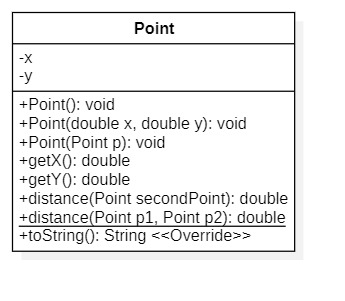 Point
-x
-y
+Point(): void
+Point(double x, double y): void
+Point(Point p): void
+getX(): double
+getY(): double
+distance(Point secondPoint): double
+distance(Point p1, Point p2): double
+toString(): String <<Override>>